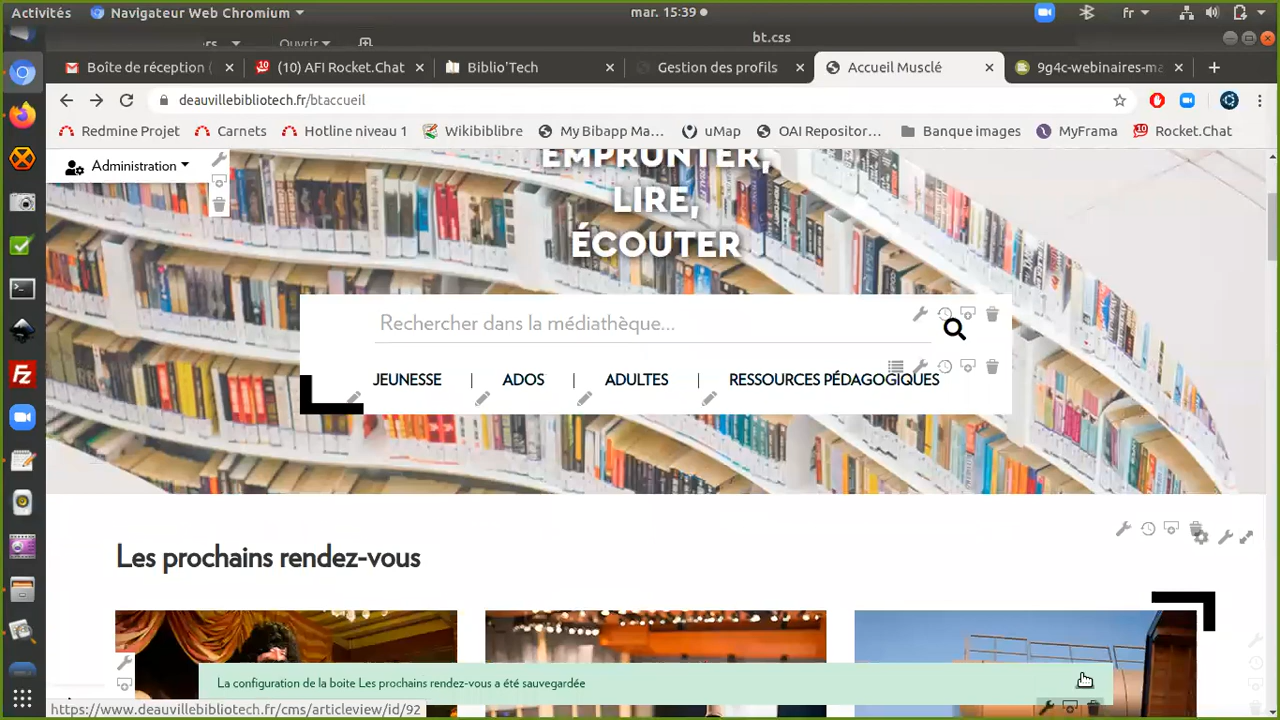 Activités Navigateur Web Chromium mar. 15:39 fr
ers Ouvrir bt.css
Boîte de réception ( (10) AFI Rocket.Chat Biblio'Tech Gestion des profils Accueil Musclé 9g4c-webinaires-ma
deauvillebibliotech.fr/btaccueil
Redmine Projet Carnets Hotline niveau 1 Wikibiblibre My Bibapp Ma... uMap OAI Repositor... Banque images MyFrama Rocket.Chat
Administration
EMPRUNTER,
LIRE,
ÉCOUTER
Rechercher dans la médiathèque...
JEUNESSE | ADOS | ADULTES | RESSOURCES PÉDAGOGIQUES
Les prochains rendez-vous
La configuration de la boite Les prochains rendez-vous a été sauvegardée
https://www.deauvillebibliotech.fr/cms/articleview/id/92